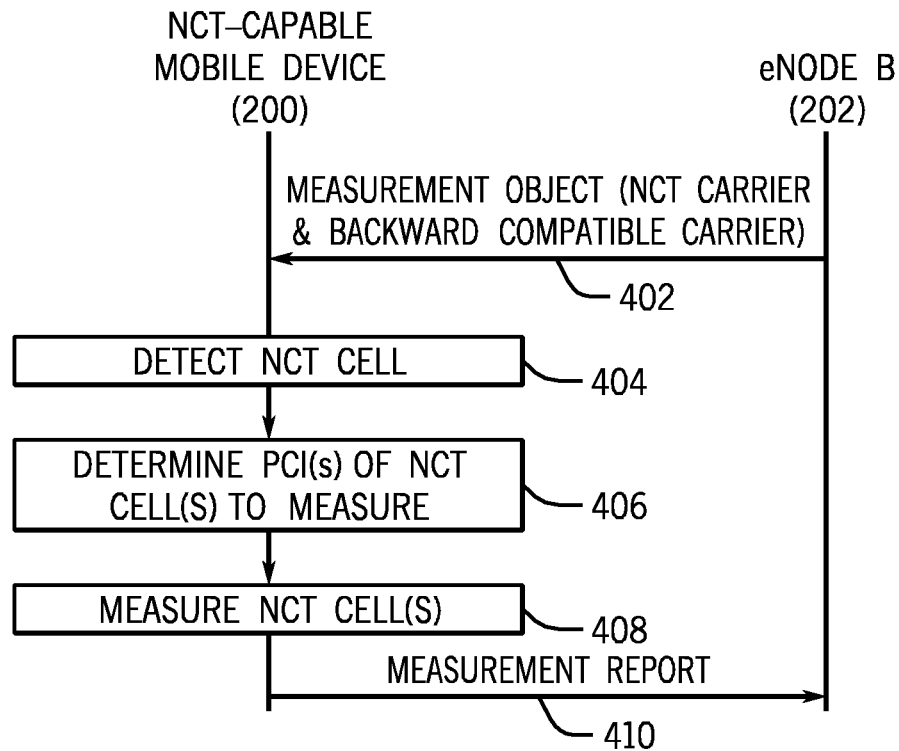 NCT-CAPABLE
MOBILE DEVICE
(200)
eNODE B
(202)
MEASUREMENT OBJECT (NCT CARRIER
& BACKWARD COMPATIBLE CARRIER)
402
DETECT NCT CELL
404
DETERMINE PCI(s) OF NCT
CELL(S) TO MEASURE
406
MEASURE NCT CELL(S)
408
MEASUREMENT REPORT
410